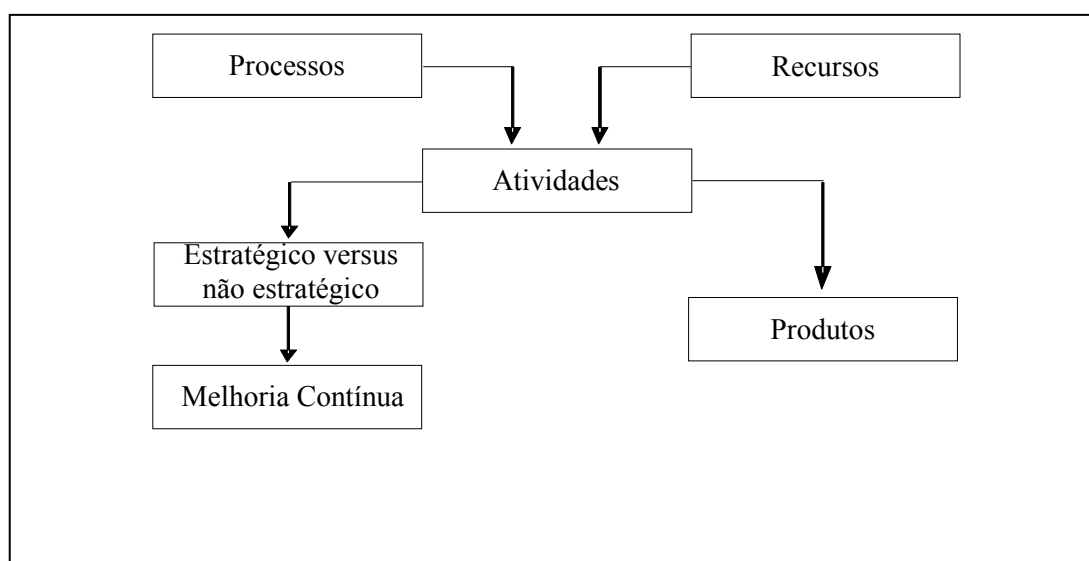 Processos
Recursos
Atividades
Estratégico versus
não estratégico
Produtos
Melhoria Contínua